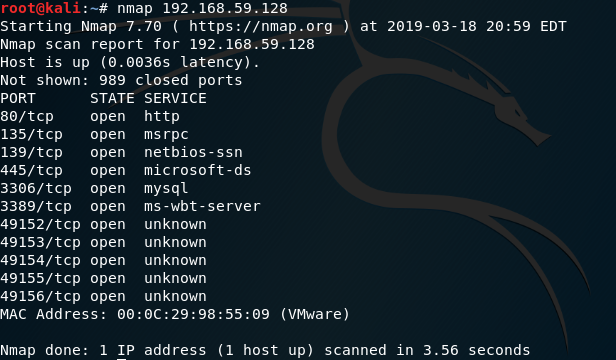 root@kali:~# nmap 192.168.59.128
Starting Nmap 7.70 ( https://nmap.org ) at 2019-03-18 20:59 EDT
Nmap scan report for 192.168.59.128
Host is up (0.0036s latency).
Not shown: 989 closed ports
PORT      STATE SERVICE
80/tcp    open  http
135/tcp   open  msrpc
139/tcp   open  netbios-ssn
445/tcp   open  microsoft-ds
3306/tcp  open  mysql
3389/tcp  open  ms-wbt-server
49152/tcp open  unknown
49153/tcp open  unknown
49154/tcp open  unknown
49155/tcp open  unknown
49156/tcp open  unknown
MAC Address: 00:0C:29:98:55:09 (VMware)
Nmap done: 1 IP address (1 host up) scanned in 3.56 seconds